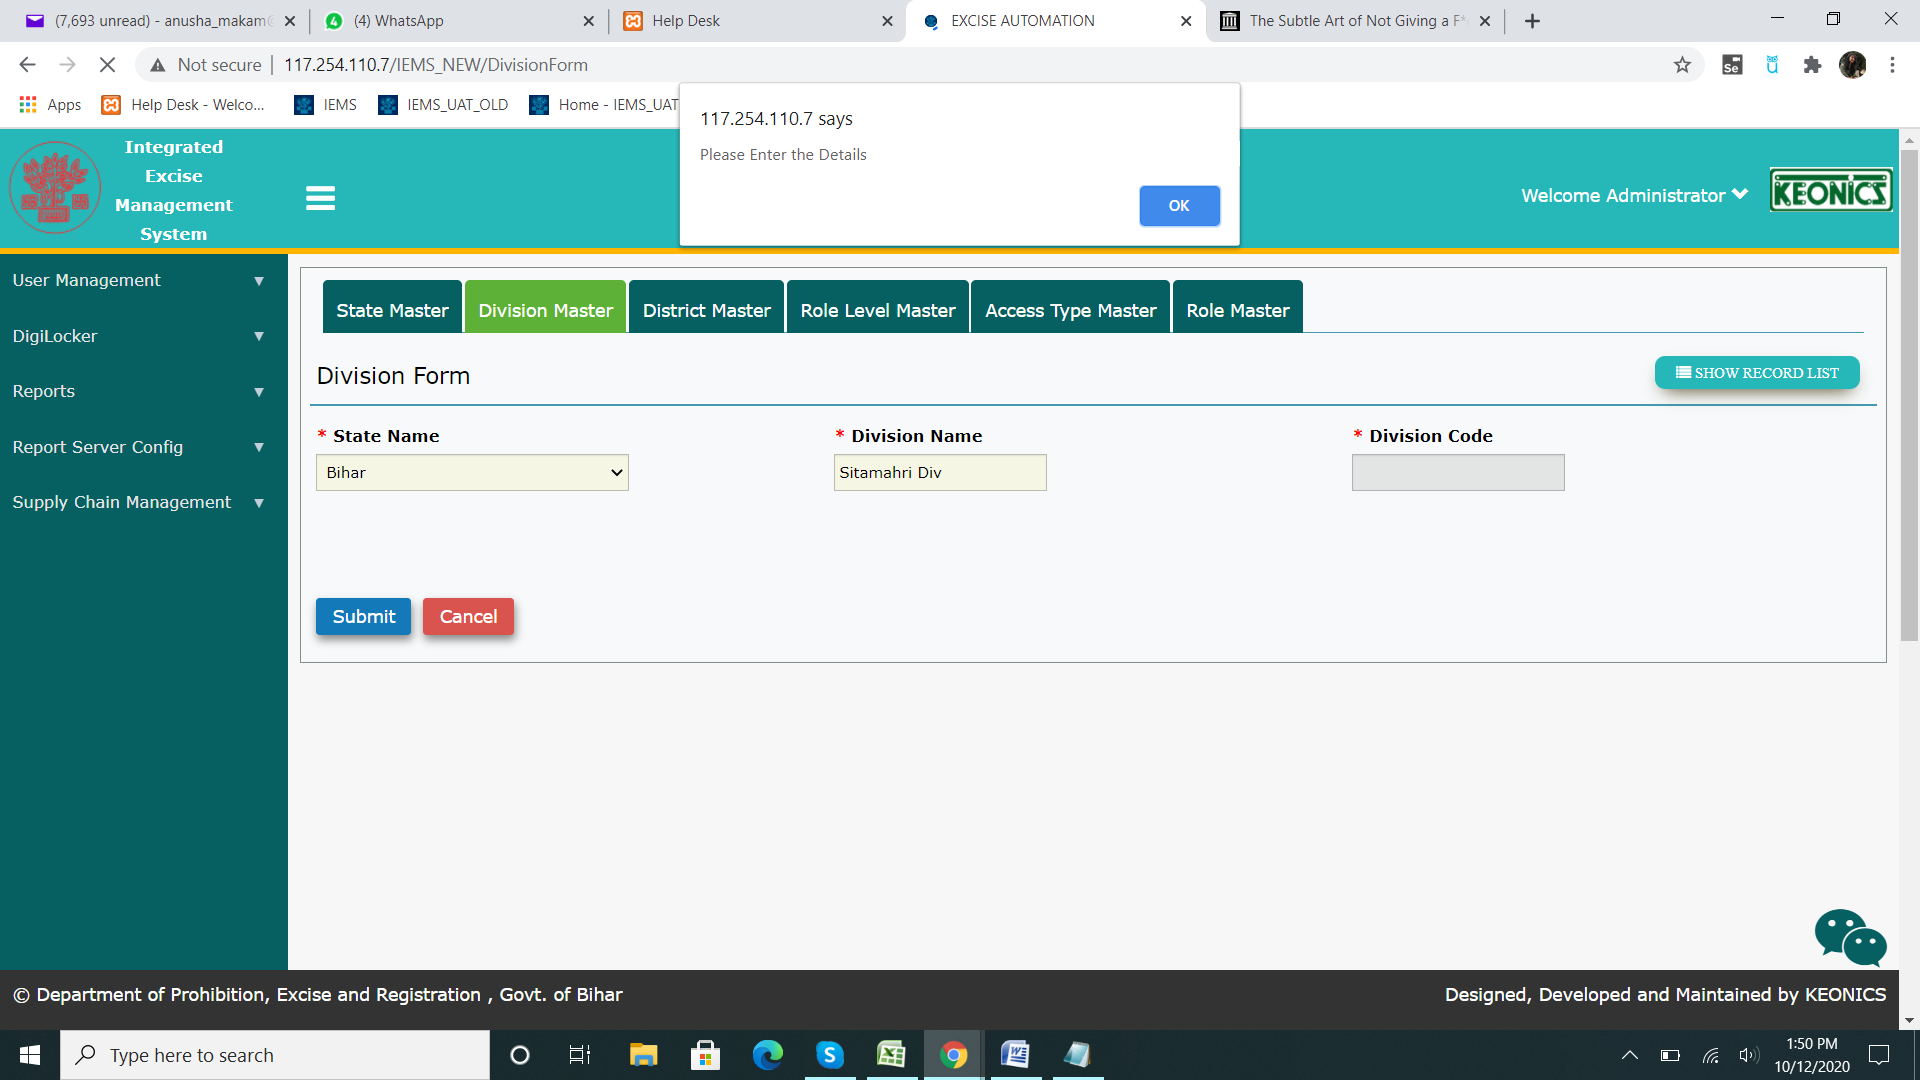 (7,693 unread) - anusha_makam@
(4) WhatsApp
Help Desk
EXCISE AUTOMATION
The Subtle Art of Not Giving a F*
Not secure | 117.254.110.7/IEMS_NEW/DivisionForm
Se
Apps
Help Desk - Welco...
IEMS
IEMS_UAT_OLD
Home - IEMS_UAT
117.254.110.7 says
Please Enter the Details
OK
Integrated
Excise
Management
System
Welcome Administrator
KEONICS
User Management
DigiLocker
Reports
Report Server Config
Supply Chain Management
State Master
Division Master
District Master
Role Level Master
Access Type Master
Role Master
Division Form
SHOW RECORD LIST
* State Name
* Division Name
* Division Code
Bihar
Sitamahri Div
Submit
Cancel
© Department of Prohibition, Excise and Registration , Govt. of Bihar
Designed, Developed and Maintained by KEONICS
Type here to search
1:50 PM
10/12/2020